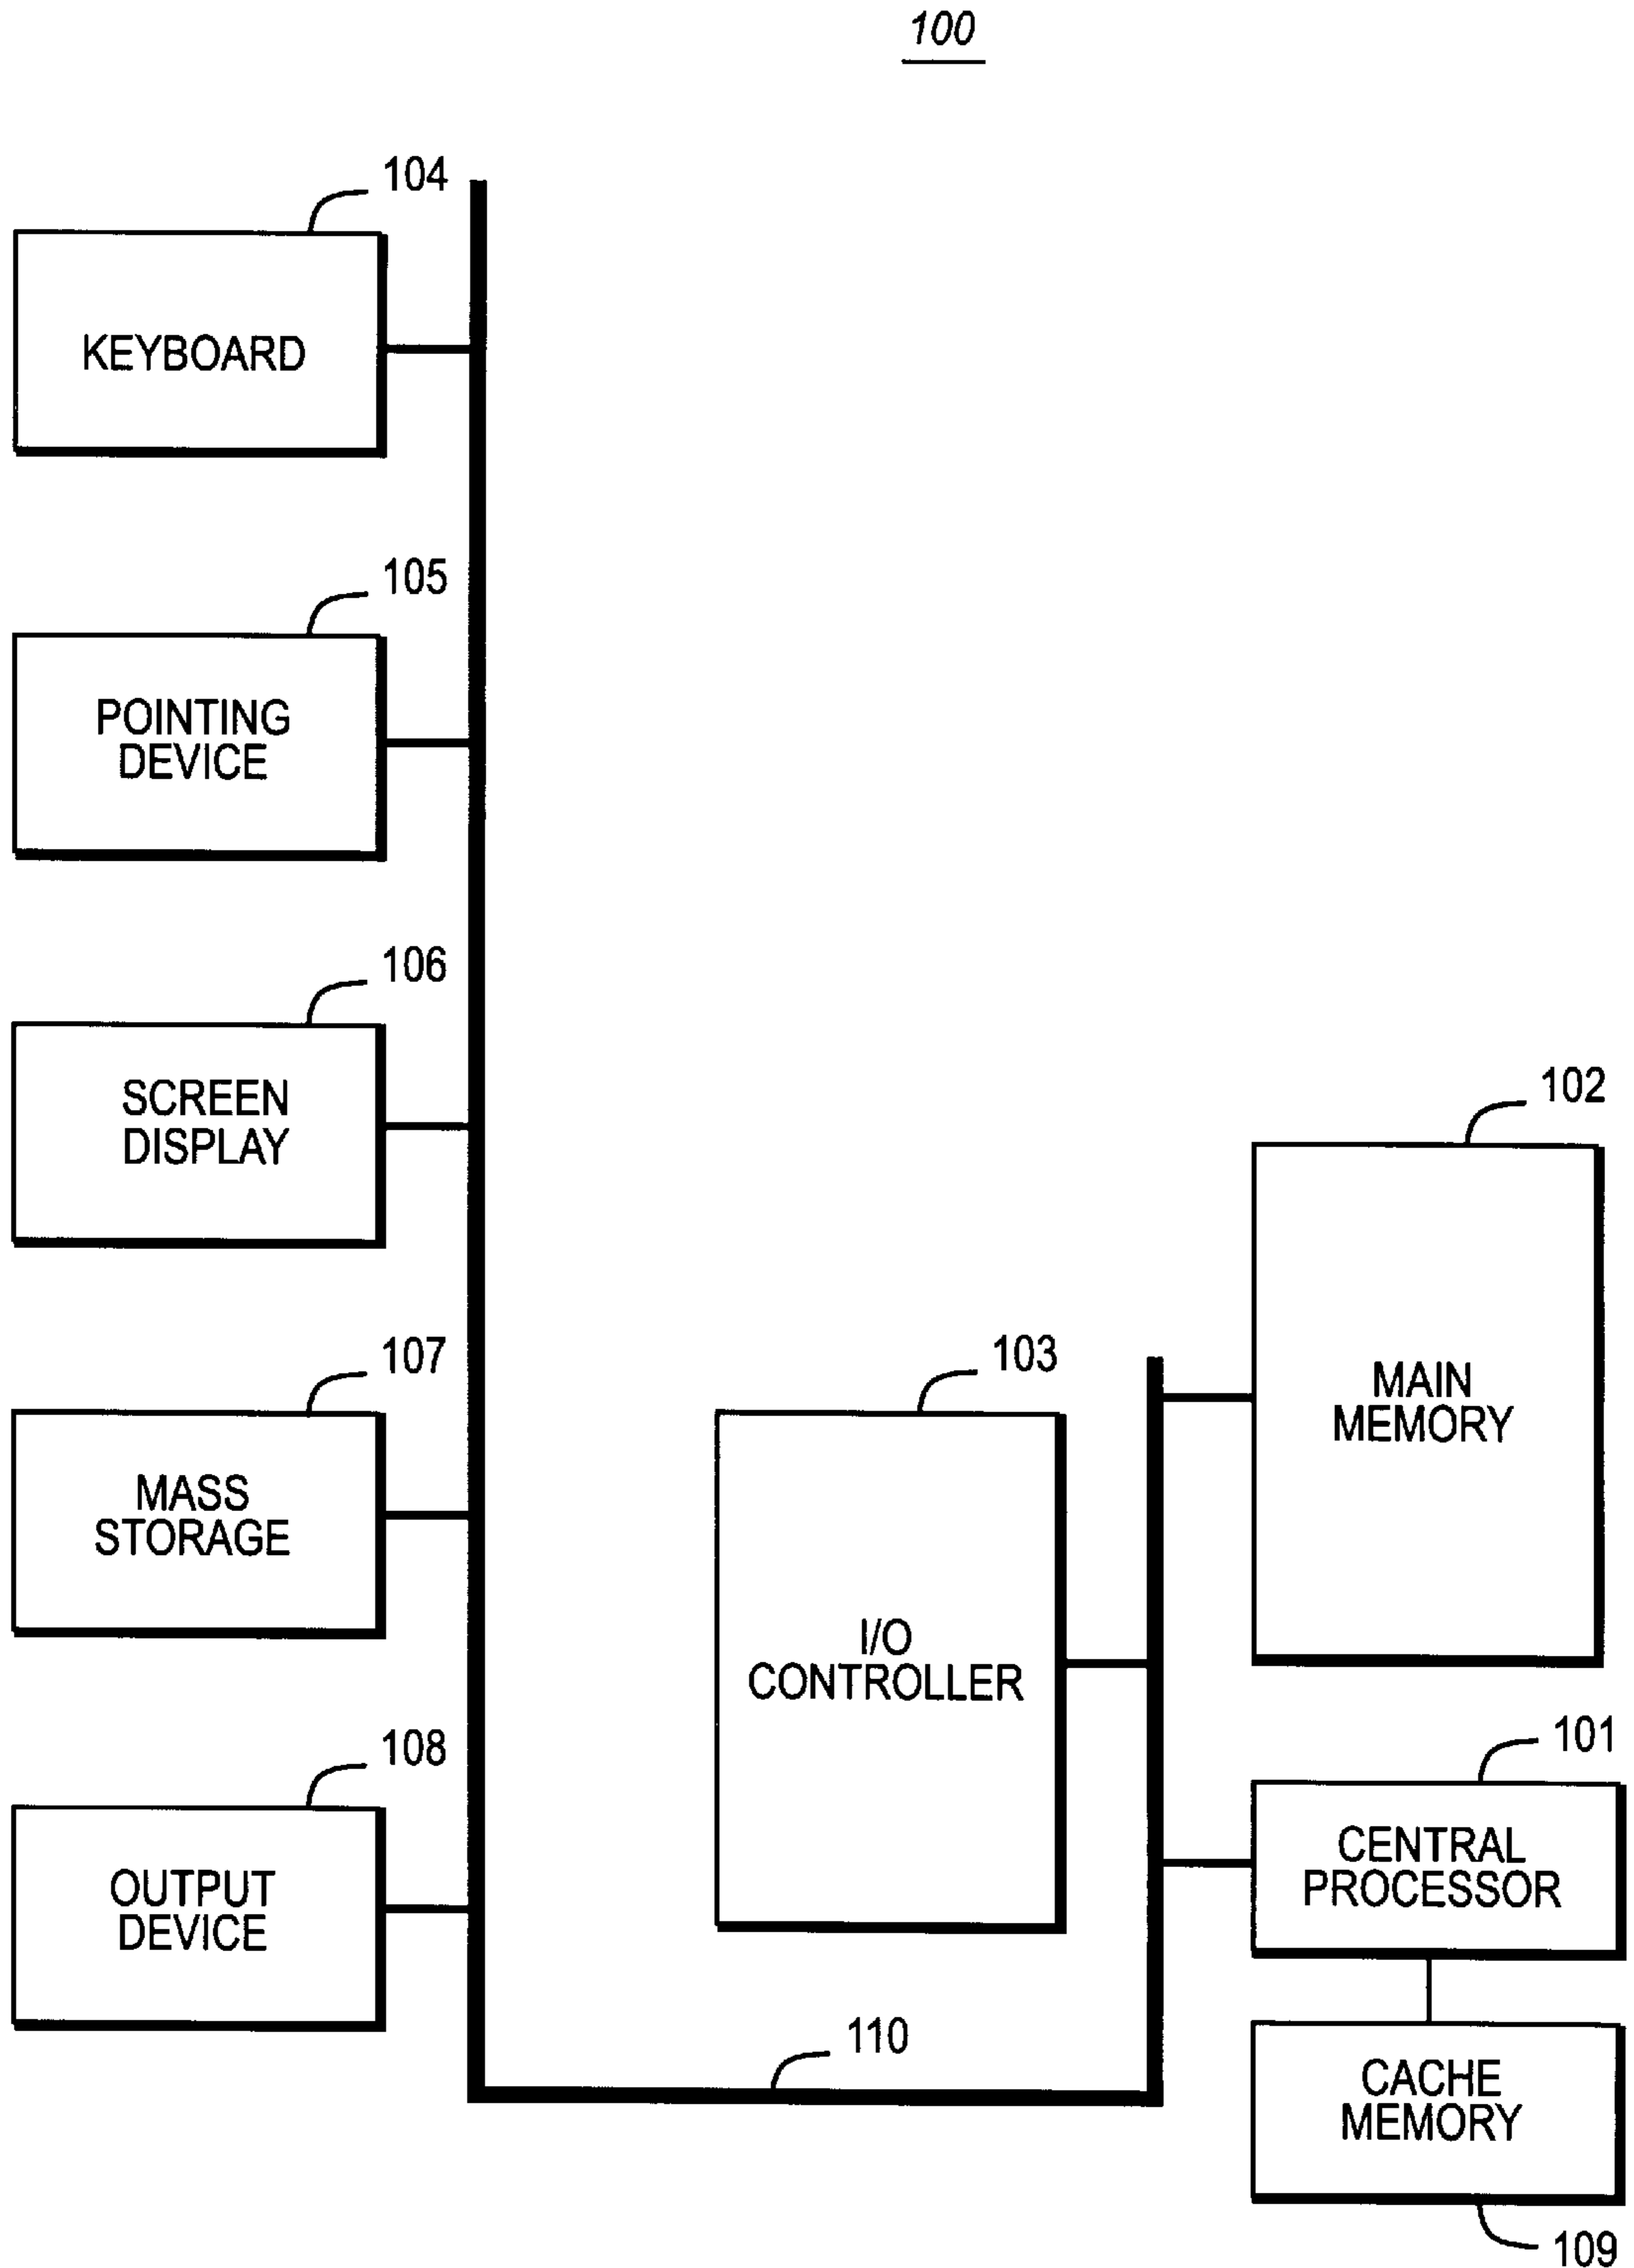 100
104
KEYBOARD
105
POINTING
DEVICE
106
SCREEN
DISPLAY
107
MASS
STORAGE
108
OUTPUT
DEVICE
102
MAIN
MEMORY
103
I/O
CONTROLLER
101
CENTRAL
PROCESSOR
110
CACHE
MEMORY
109